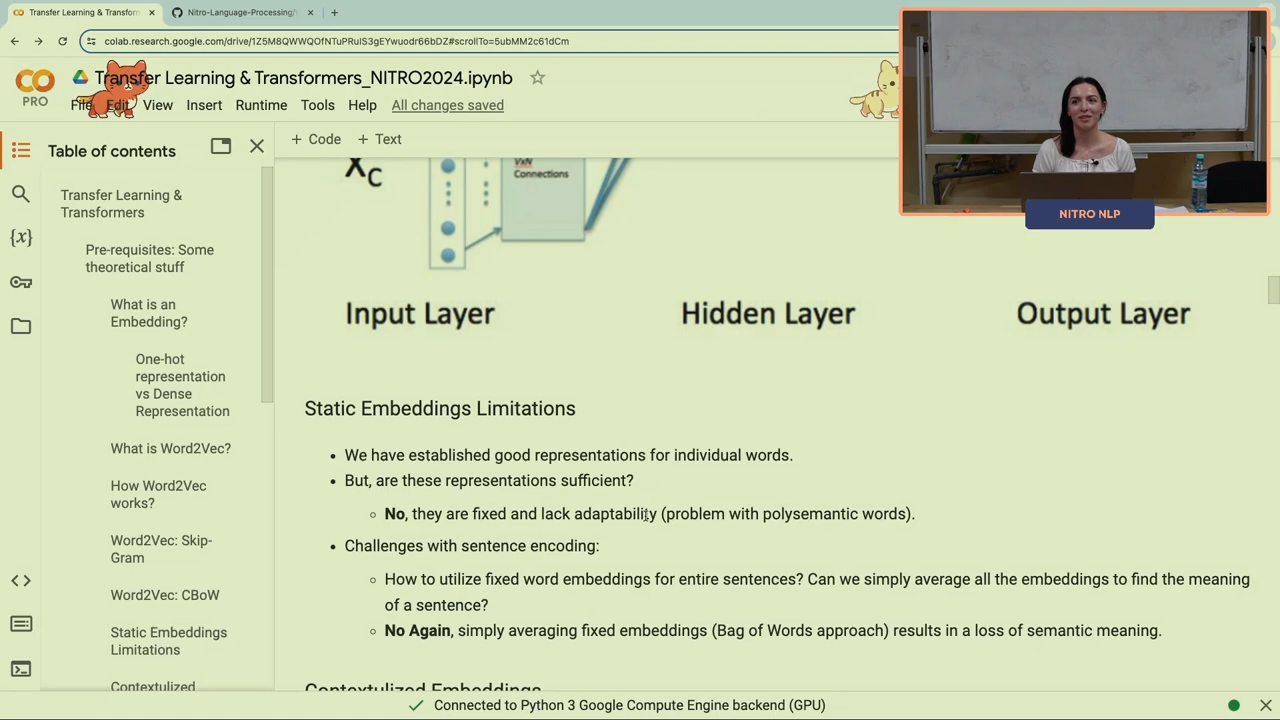 Transfer Learning & Transform
Nitro-Language-Processing/
colab.research.google.com/drive/1Z5M8QWWQOfNTuPRuIS3gEYwuodr66bDZ#scrollTo=5ubMM2c61dCm
CO
PRO
Transfer Learning & Transformers_NITRO2024.ipynb
File Edit View Insert Runtime Tools Help All changes saved
Table of contents
+ Code + Text
Transfer Learning &
Transformers
Pre-requisites: Some
theoretical stuff
What is an
Embedding?
One-hot
representation
vs Dense
Representation
What is Word2Vec?
How Word2Vec
works?
Word2Vec: Skip-
Gram
Word2Vec: CBoW
Static Embeddings
Limitations
Contextulized
XC
VxN
Connections
Input Layer Hidden Layer Output Layer
Static Embeddings Limitations
• We have established good representations for individual words.
• But, are these representations sufficient?
◦ No, they are fixed and lack adaptability (problem with polysemantic words).
• Challenges with sentence encoding:
◦ How to utilize fixed word embeddings for entire sentences? Can we simply average all the embeddings to find the meaning
of a sentence?
◦ No Again, simply averaging fixed embeddings (Bag of Words approach) results in a loss of semantic meaning.
Contextulized Embeddings
NITRO NLP
Connected to Python 3 Google Compute Engine backend (GPU)